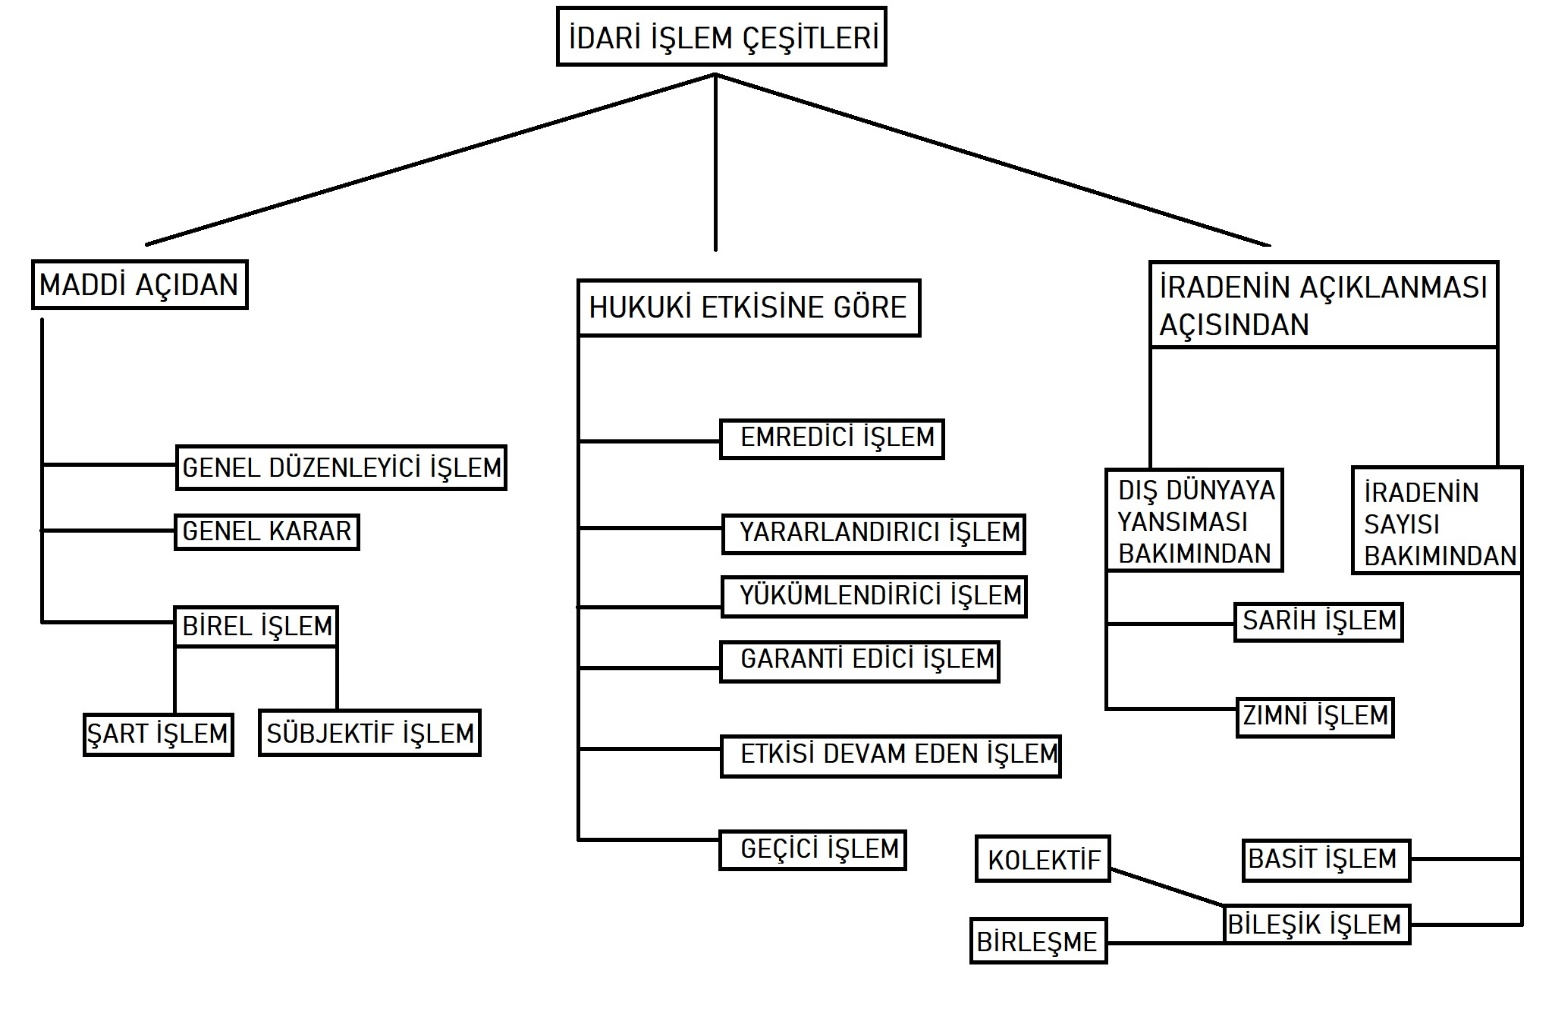 İDARİ İŞLEM ÇEŞİTLERİ
MADDİ AÇIDAN
GENEL DÜZENLEYİCİ İŞLEM
GENEL KARAR
BİREL İŞLEM
ŞART İŞLEM
SÜBJEKTİF İŞLEM
HUKUKİ ETKİSİNE GÖRE
EMREDİCİ İŞLEM
YARARLANDIRICI İŞLEM
YÜKÜMLENDİRİCİ İŞLEM
GARANTİ EDİCİ İŞLEM
ETKİSİ DEVAM EDEN İŞLEM
GEÇİCİ İŞLEM
İRADENİN AÇIKLANMASI
AÇISINDAN
DIŞ DÜNYAYA
YANSIMASI
BAKIMINDAN
SARİH İŞLEM
ZIMNİ İŞLEM
İRADENİN
SAYISI
BAKIMINDAN
BASİT İŞLEM
BİLEŞİK İŞLEM
KOLEKTİF
BİRLEŞME